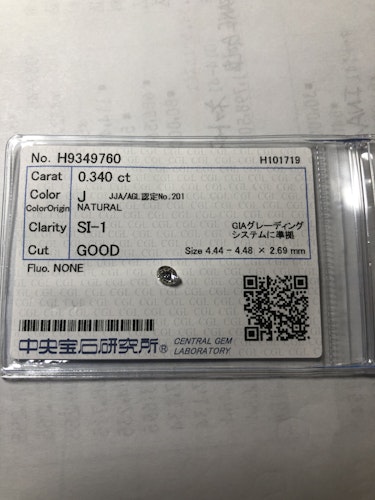 No. H9349760 H101719
Carat 0.340 ct
Color J JJA/AGL認定No.201
ColorOrigin NATURAL
Clarity SI-1 GIAグレーディング
システムに準拠
Cut GOOD Size 4.44 - 4.48 × 2.69 mm
Fluo. NONE
中央宝石研究所® CENTRAL GEM
LABORATORY